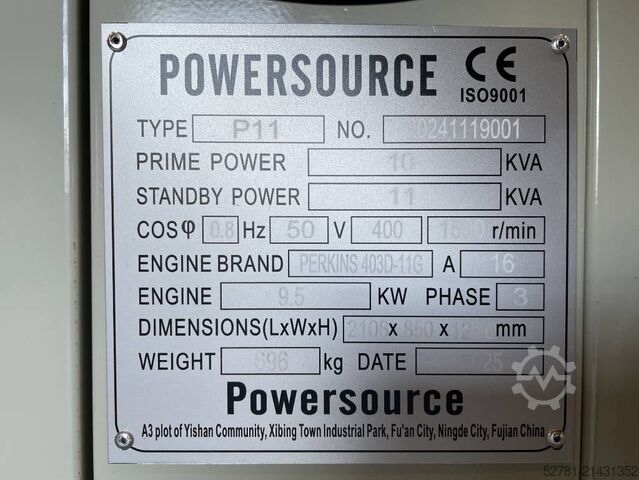 POWERSOURCE CE
ISO9001
TYPE P11 NO. 0241119001
PRIME POWER 10 KVA
STANDBY POWER 11 KVA
COSφ 0.8 Hz 50 V 400 1500 r/min
ENGINE BRAND PERKINS 403D-11G A 16
ENGINE 9.5 KW PHASE 3
DIMENSIONS(LxWxH) 2108x 850 x mm
WEIGHT 696 kg DATE
Powersource
A3 plot of Yishan Community, Xibing Town Industrial Park, Fu'an City, Ningde City, Fujian China
52781-21431352